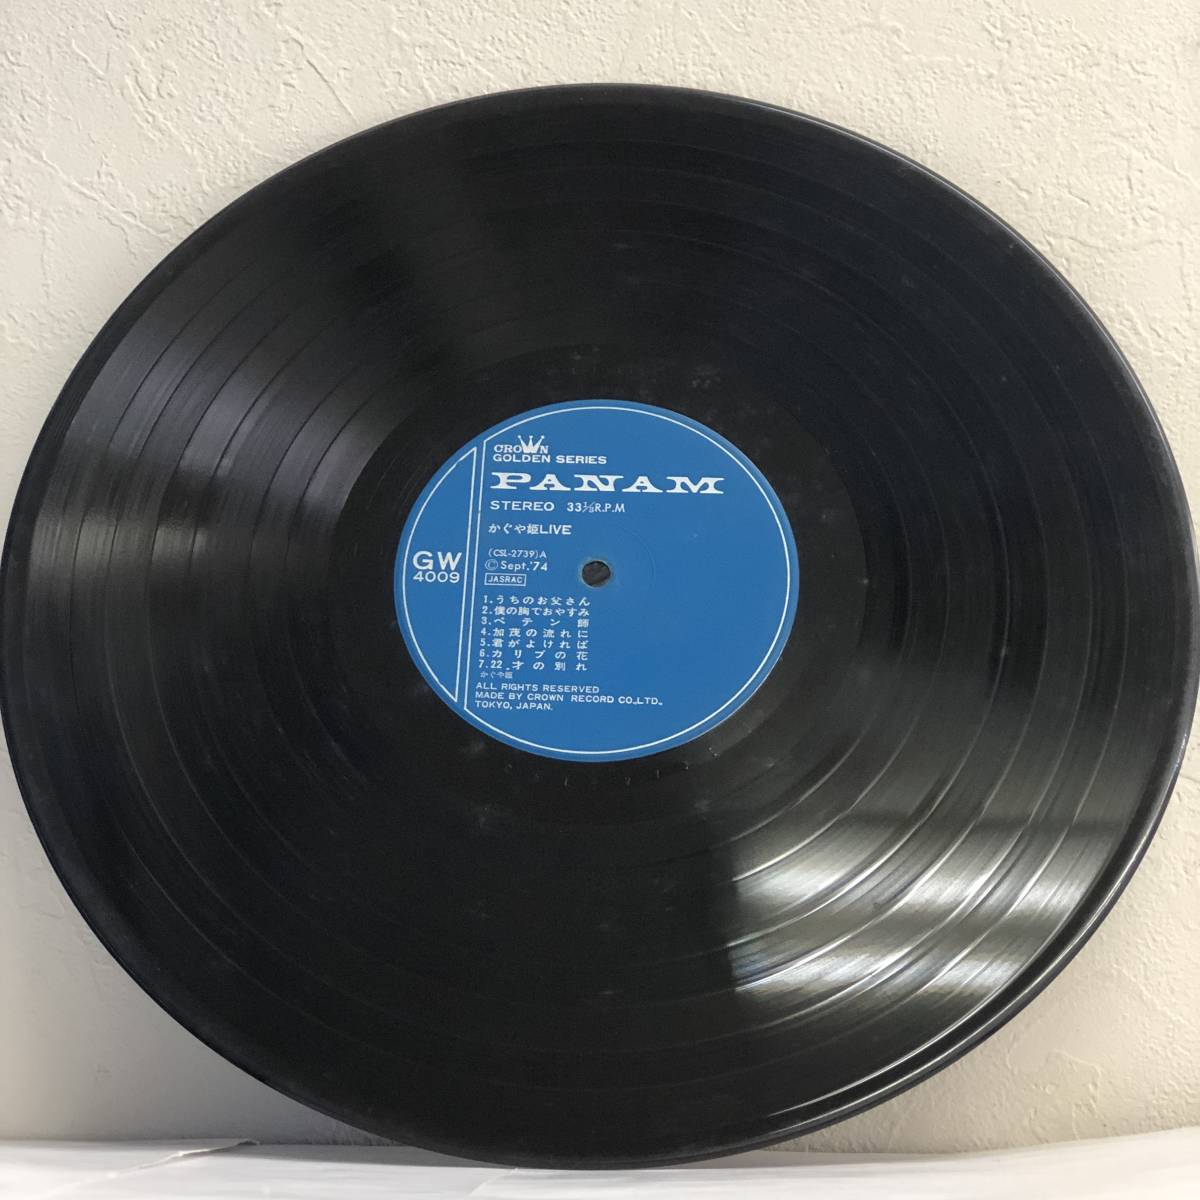 CROWN
GOLDEN SERIES
PANAM
STEREO 33⅓R.P.M
かぐや姫LIVE
GW
4009
(CSL-2739)A
©Sept.'74
JASRAC
1.うちのお父さん
2.僕の胸でおやすみ
3.ペテン師
4.加茂の流れに
5.君がよければ
6.カリブの花
7.22才の別れ
かぐや姫
ALL RIGHTS RESERVED
MADE BY CROWN RECORD CO.,LTD.
TOKYO, JAPAN.